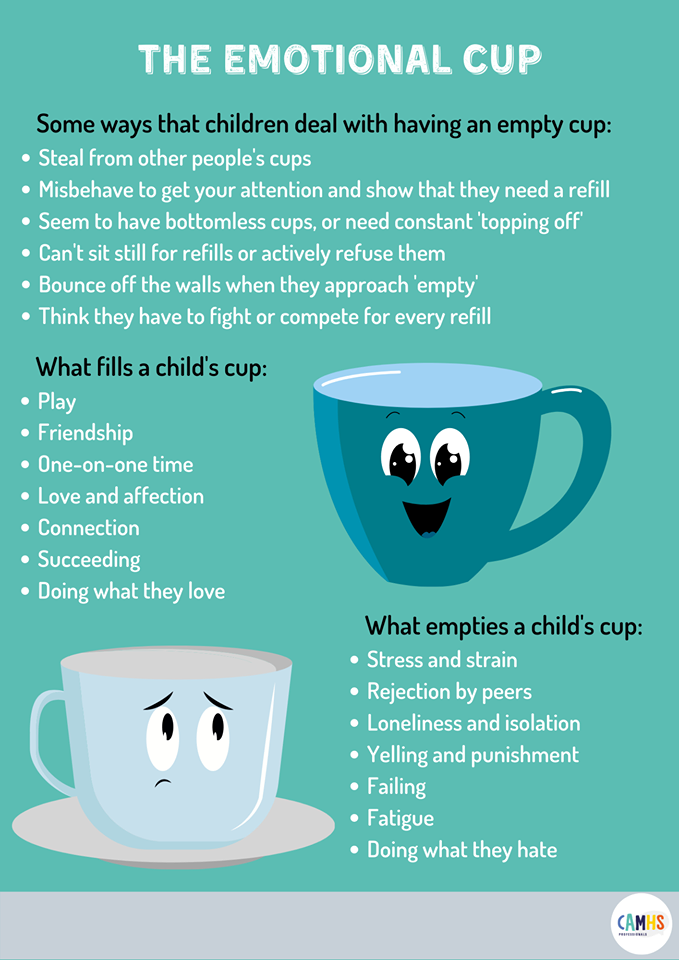 THE EMOTIONAL CUP
Some ways that children deal with having an empty cup:
• Steal from other people's cups
• Misbehave to get your attention and show that they need a refill
• Seem to have bottomless cups, or need constant 'topping off'
• Can't sit still for refills or actively refuse them
• Bounce off the walls when they approach 'empty'
• Think they have to fight or compete for every refill
What fills a child's cup:
• Play
• Friendship
• One-on-one time
• Love and affection
• Connection
• Succeeding
• Doing what they love
What empties a child's cup:
• Stress and strain
• Rejection by peers
• Loneliness and isolation
• Yelling and punishment
• Failing
• Fatigue
• Doing what they hate
CAMHS
PROFESSIONALS